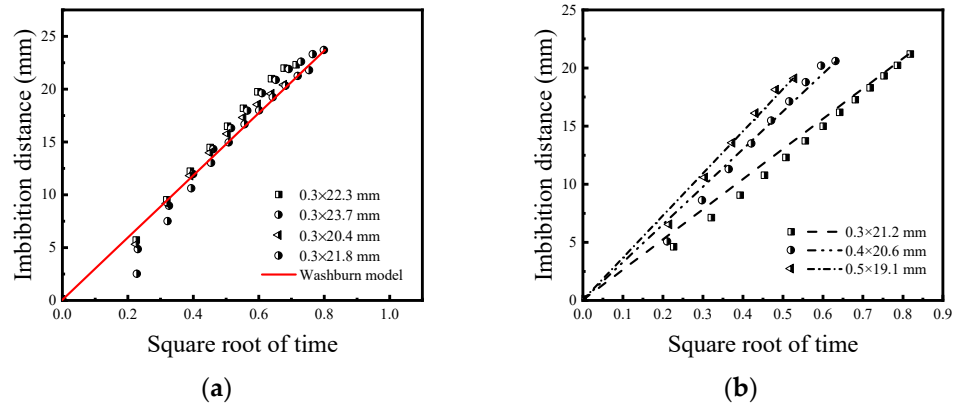 25
20
15
10
5
0
Imbibition distance (mm)
0.3×22.3 mm
0.3×23.7 mm
0.3×20.4 mm
0.3×21.8 mm
Washburn model
0.0 0.2 0.4 0.6 0.8 1.0
Square root of time
(a)
25
20
15
10
5
0
Imbibition distance (mm)
0.3×21.2 mm
0.4×20.6 mm
0.5×19.1 mm
0.0 0.1 0.2 0.3 0.4 0.5 0.6 0.7 0.8 0.9
Square root of time
(b)